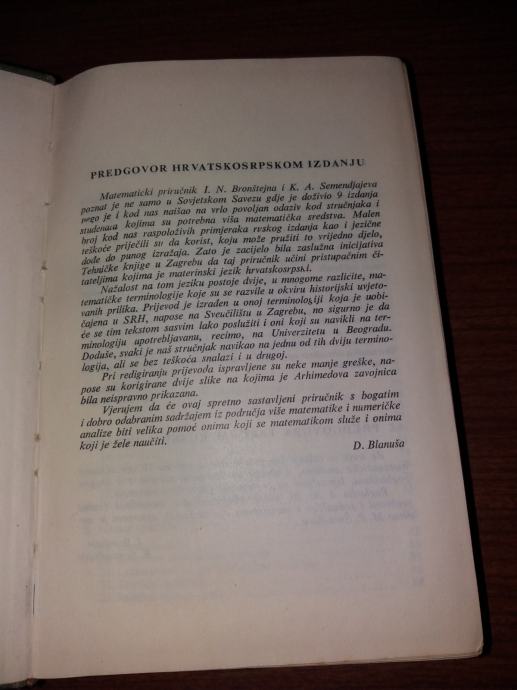 PREDGOVOR HRVATSKOSRPSKOM IZDANJU
Matematički priručnik I. N. Bronštejna i K. A. Semendjajeva
poznat je ne samo u Sovjetskom Savezu gdje je doživio 9 izdanja
nego je i kod nas naišao na vrlo povoljan odaziv kod stručnjaka i
studenata kojima su potrebna viša matematička sredstva. Malen
broj kod nas raspoloživih primjeraka ruskog izdanja kao i jezične
teškoće priječili su da korist, koju može pružiti to vrijedno djelo,
dođe do punog izražaja. Zato je zacijelo bila zaslužna inicijativa
Tehničke knjige u Zagrebu da taj priručnik učini pristupačnim či-
tateljima kojima je materinski jezik hrvatskosrpski.
Nažalost na tom jeziku postoje dvije, u mnogome različite, ma-
tematičke terminologije koje su se razvile u okviru historijski uvjeto-
vanih prilika. Prijevod je izrađen u onoj terminologiji koja je uobi-
čajena u SRH, napose na Sveučilištu u Zagrebu, no sigurno je da
će se tim tekstom sasvim lako poslužiti i oni koji su navikli na ter-
minologiju upotrebljavanu, recimo, na Univerzitetu u Beogradu.
Doduše, svaki je naš stručnjak navikao na jednu od tih dviju termino-
logija, ali se bez teškoća snalazi i u drugoj.
Pri redigiranju prijevoda ispravljene su neke manje greške, na-
pose su korigirane dvije slike na kojima je Arhimedova zavojnica
bila neispravno prikazana.
Vjerujem da će ovaj spretno sastavljeni priručnik s bogatim
i dobro odabranim sadržajem iz područja više matematike i numeričke
analize biti velika pomoć onima koji se matematikom služe i onima
koji je žele naučiti.
D. Blanuša